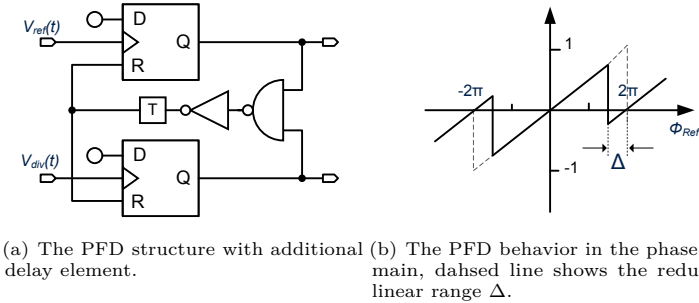 D
V_ref(t)
Q
R
T
D
V_div(t)
Q
R
1
-2π
2π
Φ_Ref
Δ
-1
(a) The PFD structure with additional
delay element.
(b) The PFD behavior in the phase
main, dahsed line shows the redu
linear range Δ.